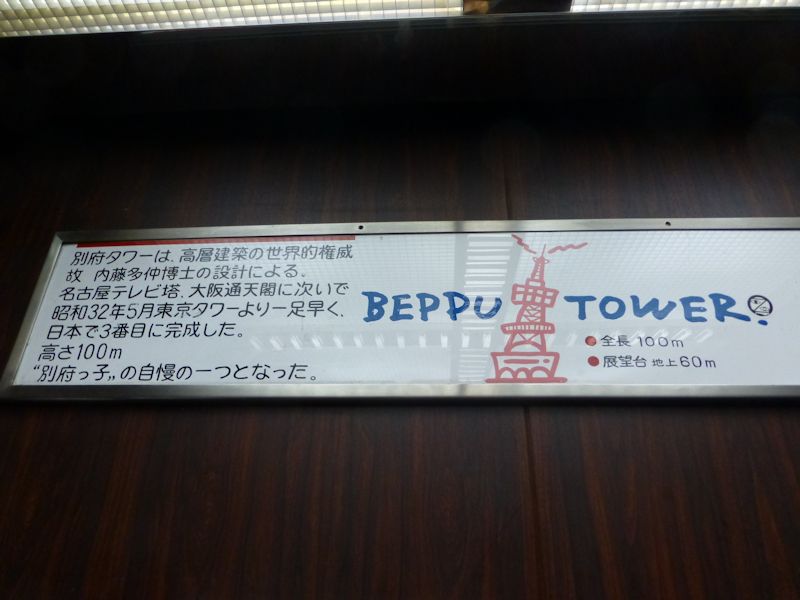 別府タワーは、高層建築の世界的権威
故 内藤多仲博士の設計による。
名古屋テレビ塔、大阪通天閣に次いで
昭和32年5月東京タワーより一足早く、
日本で3番目に完成した。
高さ100m
“別府っ子„の自慢の一つとなった。
BEPPU TOWER!
●全長100m
●展望台 地上60m